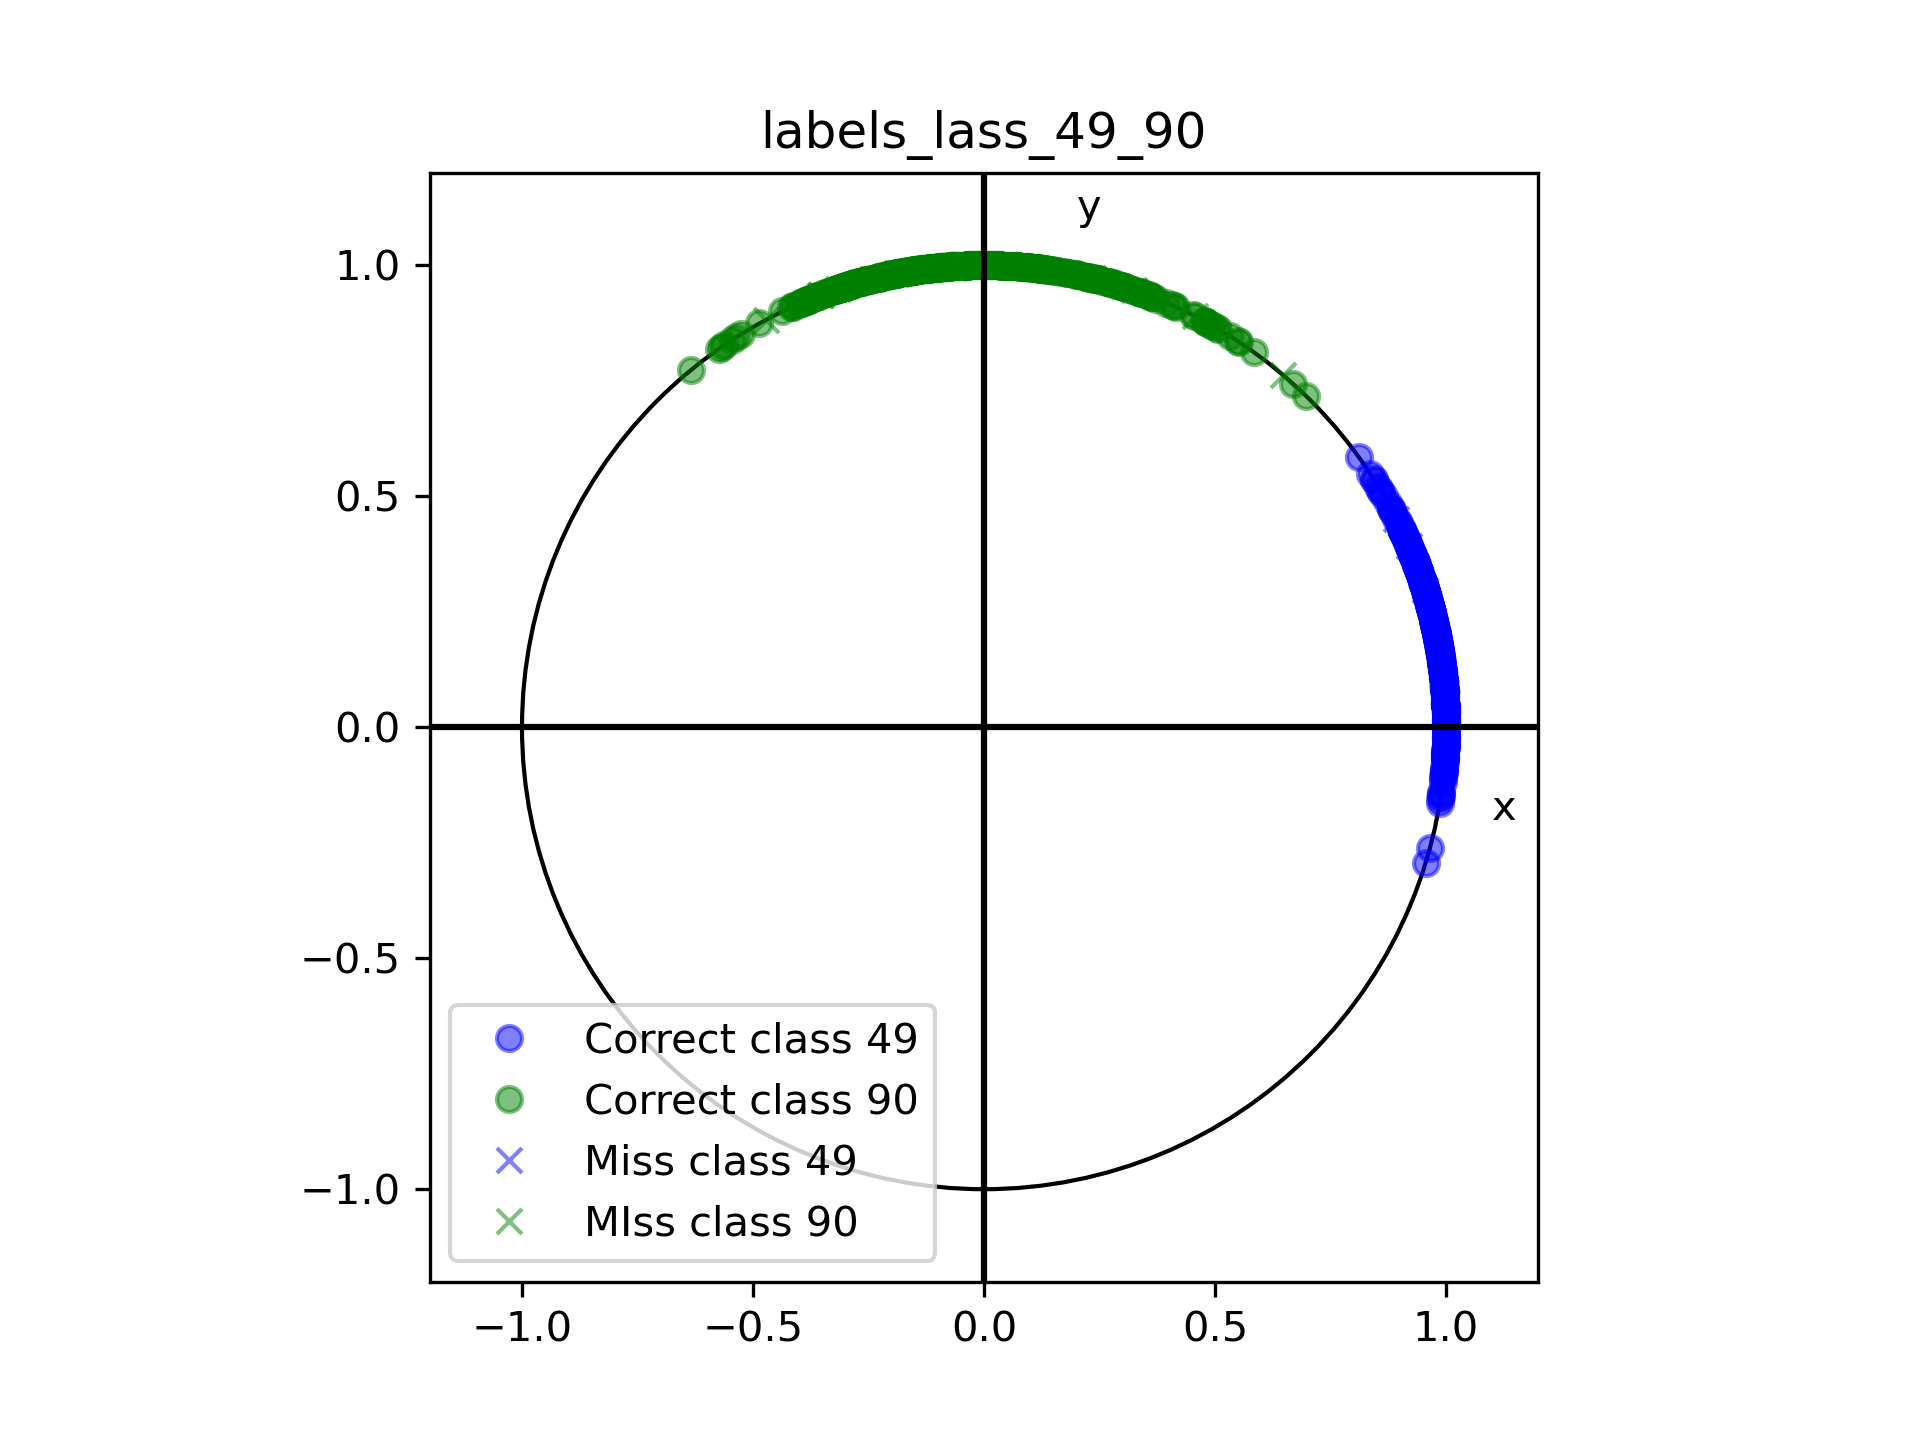 labels_lass_49_90
y
1.0
0.5
0.0
x
−0.5
−1.0
Correct class 49
Correct class 90
Miss class 49
MIss class 90
−1.0 −0.5 0.0 0.5 1.0